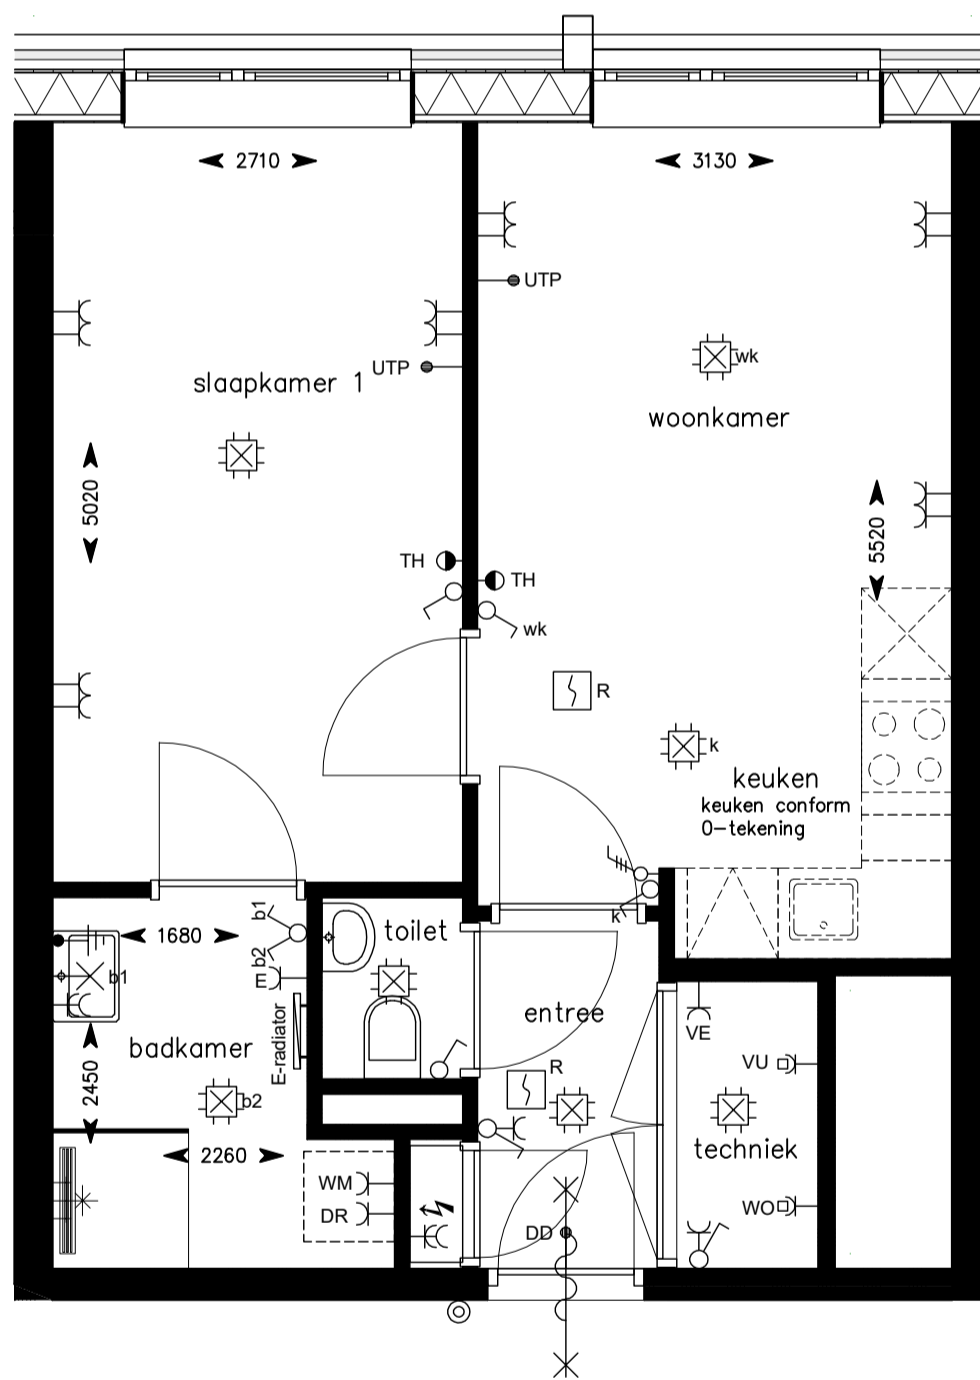 2710
3130
UTP
wk
UTP
slaapkamer 1
woonkamer
5020
5520
TH
TH
wk
R
k
keuken
keuken conform
0-tekening
k
b1
1680
b2
toilet
b1
E
entree
VE
E-radiator
badkamer
2450
b2
R
VU
techniek
2260
WM
DR
WO
DD